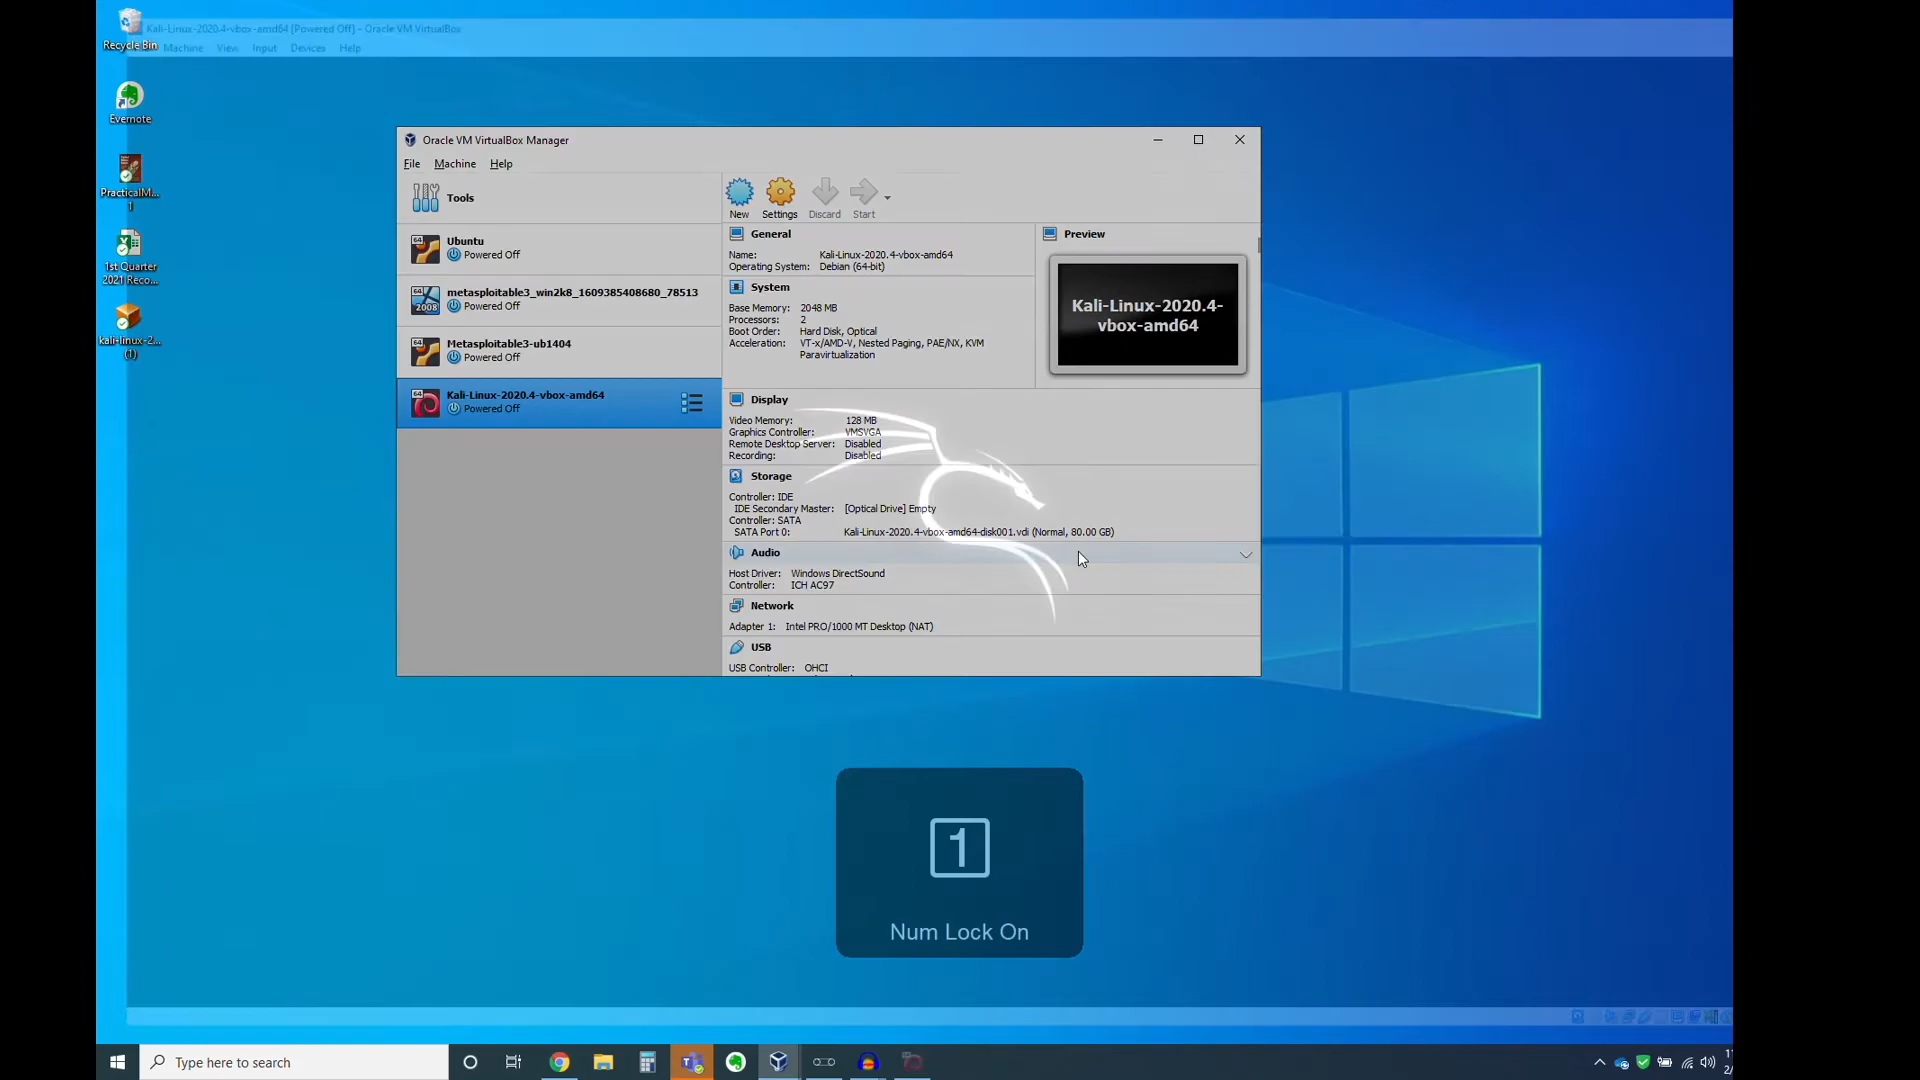 Recycle Bin
Kali-Linux-2020.4-vbox-amd64 [Powered Off] - Oracle VM VirtualBox
Machine View Input Devices Help
Evernote
PracticalM...
1
1st Quarter
2021 Reco...
kali-linux-2...
(1)
Oracle VM VirtualBox Manager
File Machine Help
Tools
New Settings Discard Start
64
Ubuntu
Powered Off
64
2008
metasploitable3_win2k8_1609385408680_78513
Powered Off
64
Metasploitable3-ub1404
Powered Off
64
Kali-Linux-2020.4-vbox-amd64
Powered Off
General
Name: Kali-Linux-2020.4-vbox-amd64
Operating System: Debian (64-bit)
System
Base Memory: 2048 MB
Processors: 2
Boot Order: Hard Disk, Optical
Acceleration: VT-x/AMD-V, Nested Paging, PAE/NX, KVM
Paravirtualization
Preview
Kali-Linux-2020.4-
vbox-amd64
Display
Video Memory: 128 MB
Graphics Controller: VMSVGA
Remote Desktop Server: Disabled
Recording: Disabled
Storage
Controller: IDE
IDE Secondary Master: [Optical Drive] Empty
Controller: SATA
SATA Port 0: Kali-Linux-2020.4-vbox-amd64-disk001.vdi (Normal, 80.00 GB)
Audio
Host Driver: Windows DirectSound
Controller: ICH AC97
Network
Adapter 1: Intel PRO/1000 MT Desktop (NAT)
USB
USB Controller: OHCI
1
Num Lock On
Type here to search